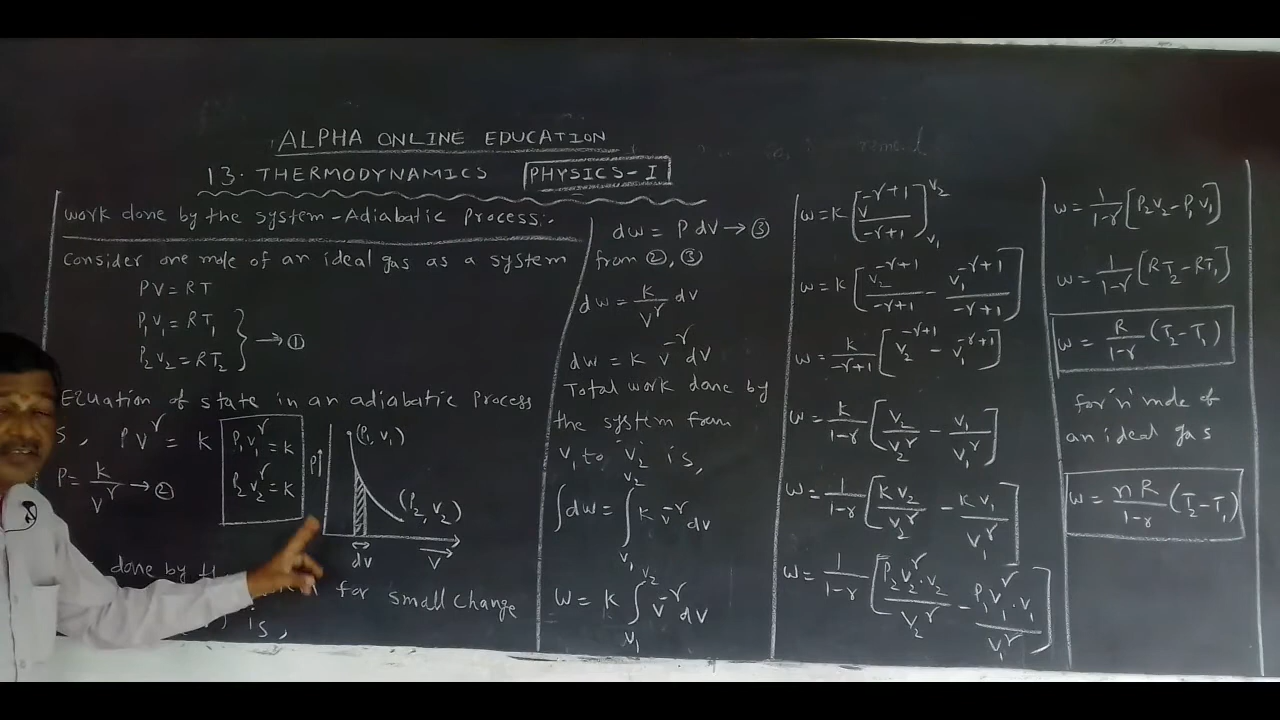 ALPHA ONLINE EDUCATION
13. THERMODYNAMICS PHYSICS-I
work done by the system-Adiabatic process:-
consider one mole of an ideal gas as a system
PV = RT
P₁V₁ = RT₁
P₂V₂ = RT₂ } → ①
Equation of state in an adiabatic process
PV^γ = K
P₁V₁^γ = K
P₂V₂^γ = K
P = K/V^γ → ②
P↑
(P₁, V₁)
(P₂, V₂)
dv
V
done by
for small change
is,
dw = P dv → ③
from ②, ③
dw = K/V^γ dv
dw = K V^-γ dv
Total work done by
the system from
V₁ to V₂ is,
∫dw = ∫_V₁^V₂ K V^-γ dv
W = K ∫_V₁^V₂ V^-γ dv
W = K [V^(-γ+1)/(-γ+1)]_V₁^V₂
W = K [V₂^(-γ+1)/(-γ+1) - V₁^(-γ+1)/(-γ+1)]
W = K/(-γ+1) [V₂^(-γ+1) - V₁^(-γ+1)]
W = K/(1-γ) [V₂/V₂^γ - V₁/V₁^γ]
W = 1/(1-γ) [KV₂/V₂^γ - KV₁/V₁^γ]
W = 1/(1-γ) [P₂V₂^γ·V₂/V₂^γ - P₁V₁^γ·V₁/V₁^γ]
W = 1/(1-γ) [P₂V₂ - P₁V₁]
W = 1/(1-γ) [RT₂ - RT₁]
W = R/(1-γ) (T₂ - T₁)
for 'n' mole of
an ideal gas
W = nR/(1-γ) (T₂ - T₁)